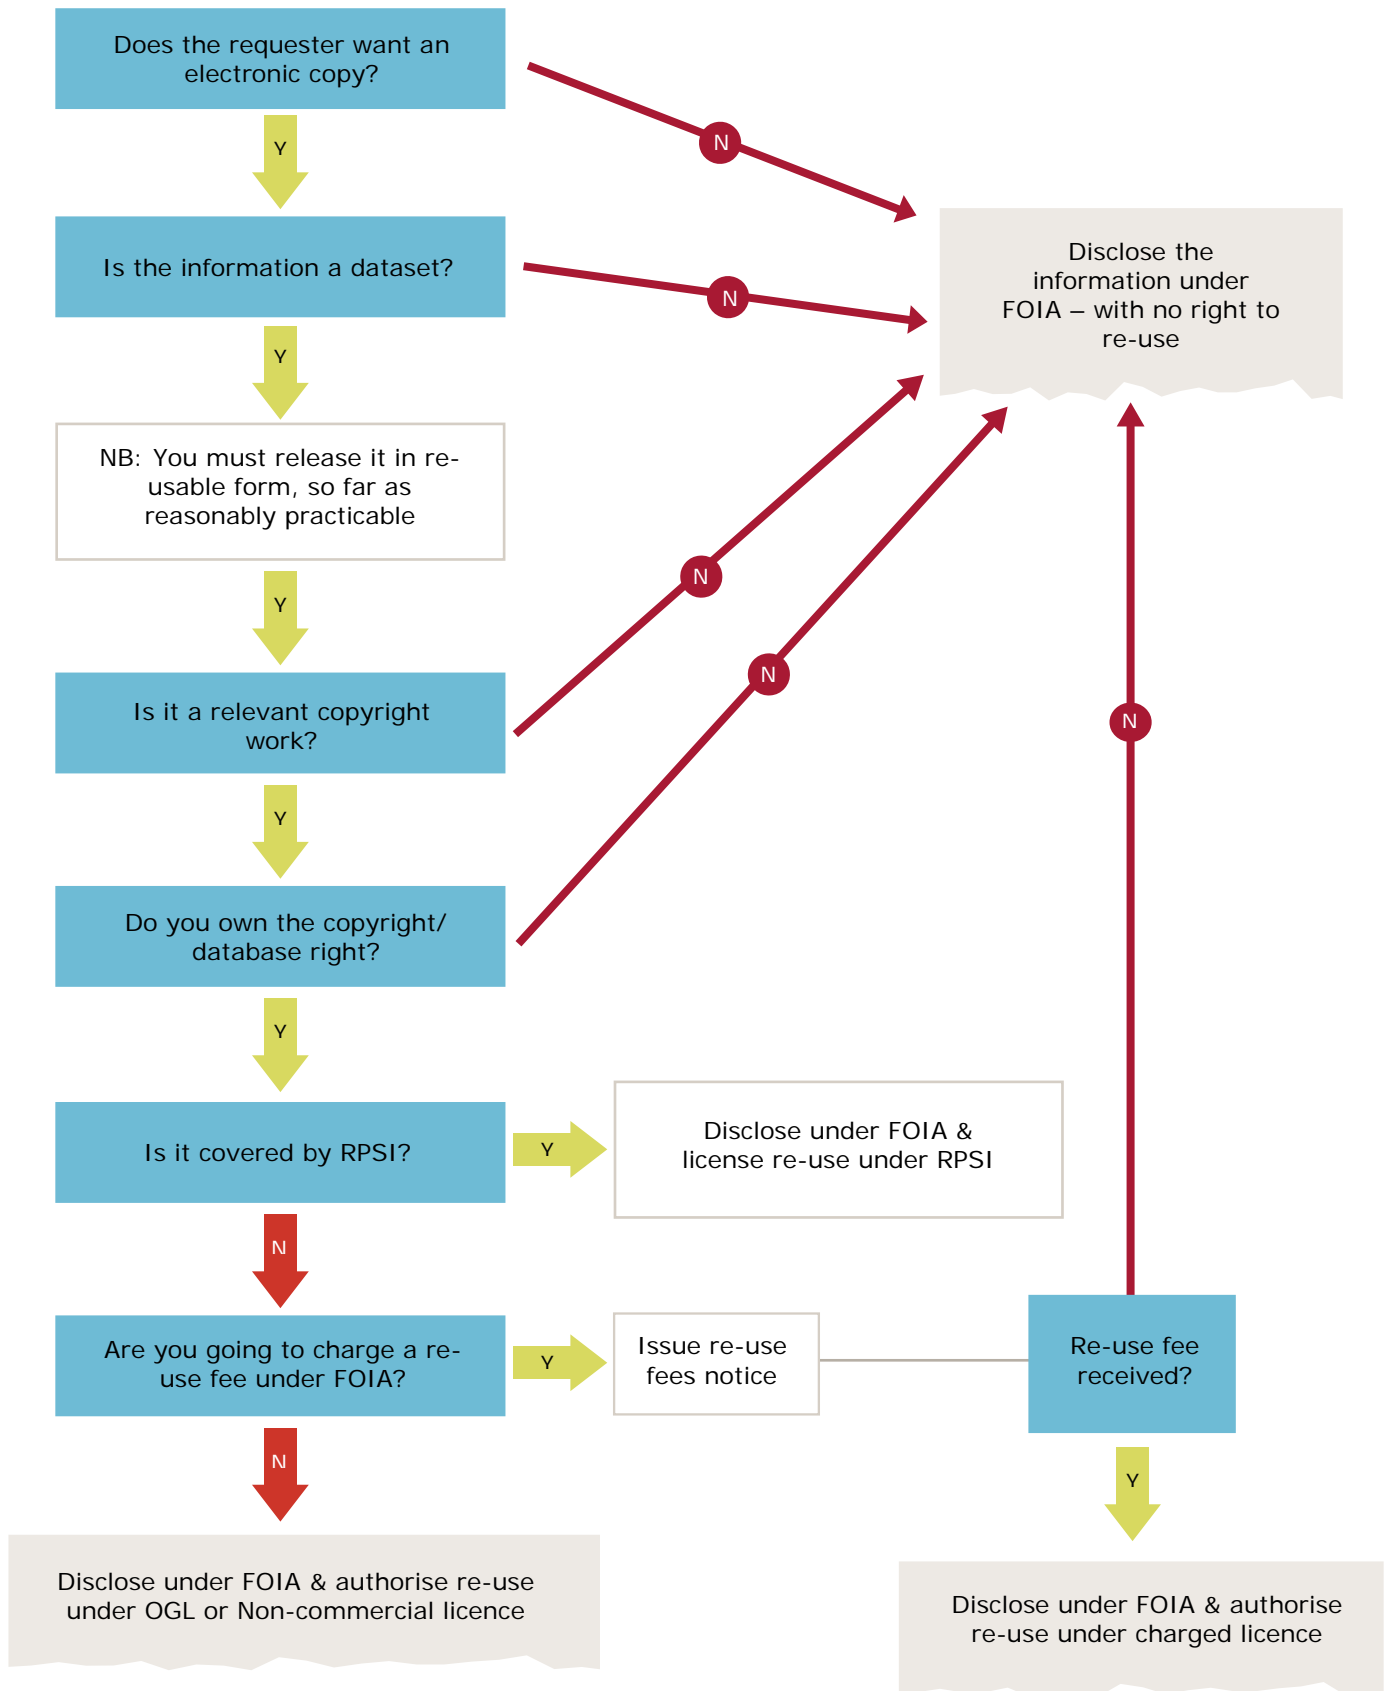 Does the requester want an
electronic copy?
N
Y
Is the information a dataset?
N
Disclose the
information under
FOIA – with no right to
re-use
Y
NB: You must release it in re-
usable form, so far as
reasonably practicable
N
Y
N
Is it a relevant copyright
work?
N
Y
Do you own the copyright/
database right?
Y
Is it covered by RPSI?
Y
Disclose under FOIA &
license re-use under RPSI
N
Are you going to charge a re-
use fee under FOIA?
Y
Issue re-use
fees notice
Re-use fee
received?
N
Y
Disclose under FOIA & authorise re-use
under OGL or Non-commercial licence
Disclose under FOIA & authorise
re-use under charged licence